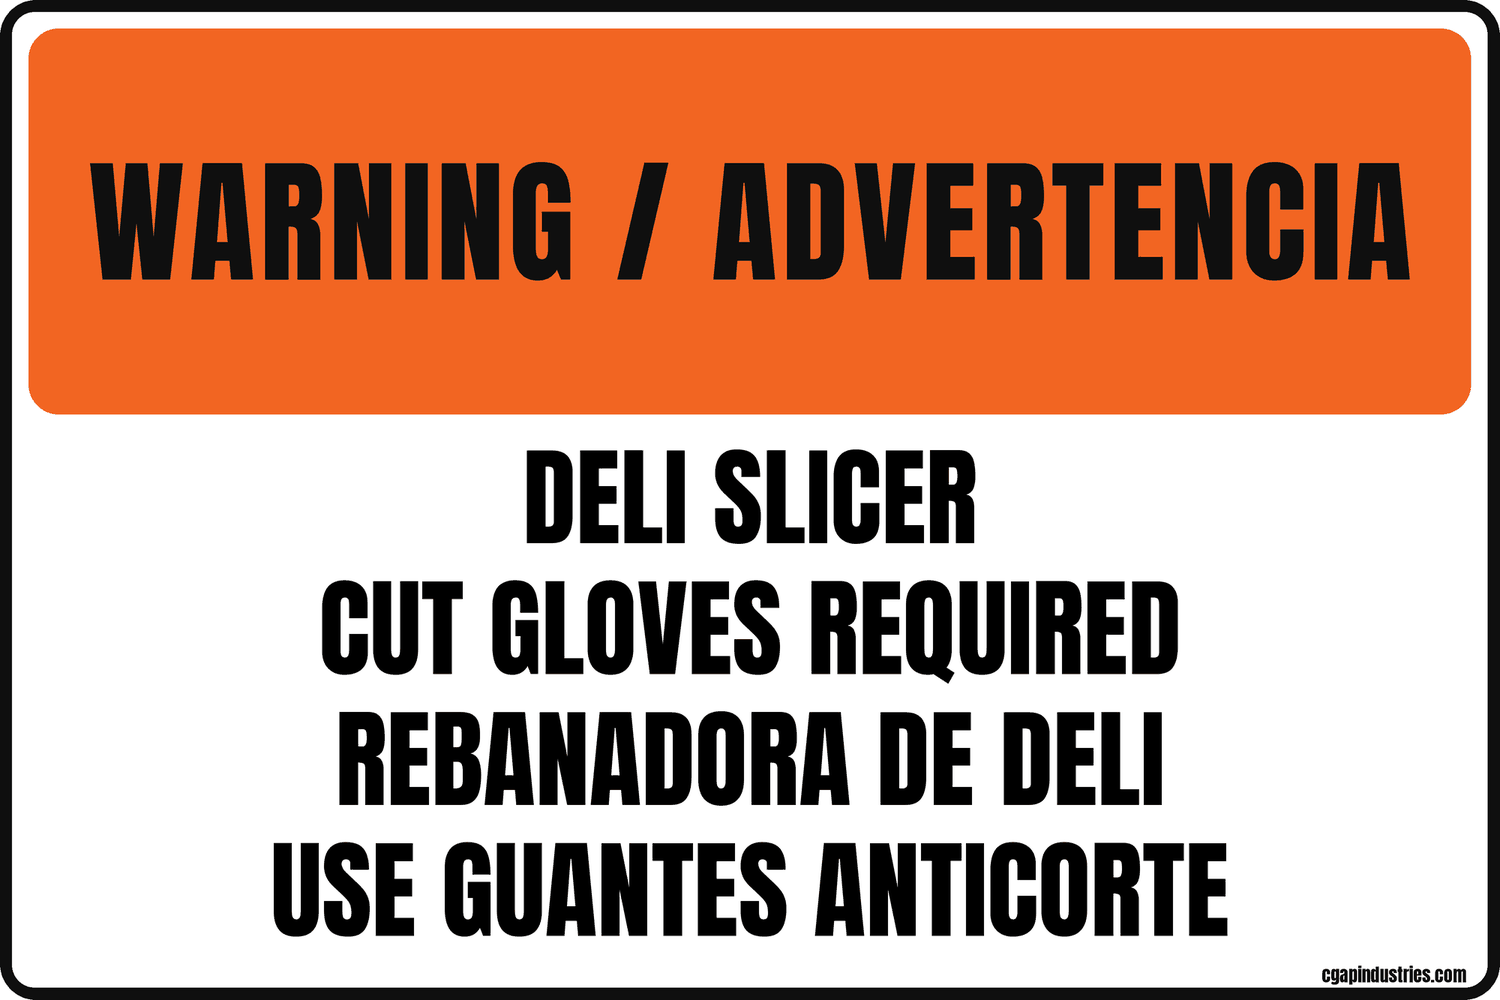 WARNING / ADVERTENCIA
DELI SLICER
CUT GLOVES REQUIRED
REBANADORA DE DELI
USE GUANTES ANTICORTE
cgapindustries.com